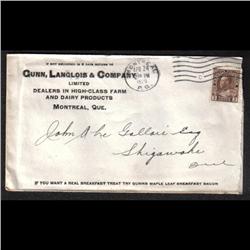 IF NOT DELIVERED IN 5 DAYS RETURN TO
GUNN, LANGLOIS & COMPANY
LIMITED
DEALERS IN HIGH-CLASS FARM
AND DAIRY PRODUCTS
MONTREAL, QUE.
MONTREAL
P.Q.
John
Esq
Shigawake
Que
IF YOU WANT A REAL BREAKFAST TREAT TRY GUNNS MAPLE LEAF BREAKFAST BACON